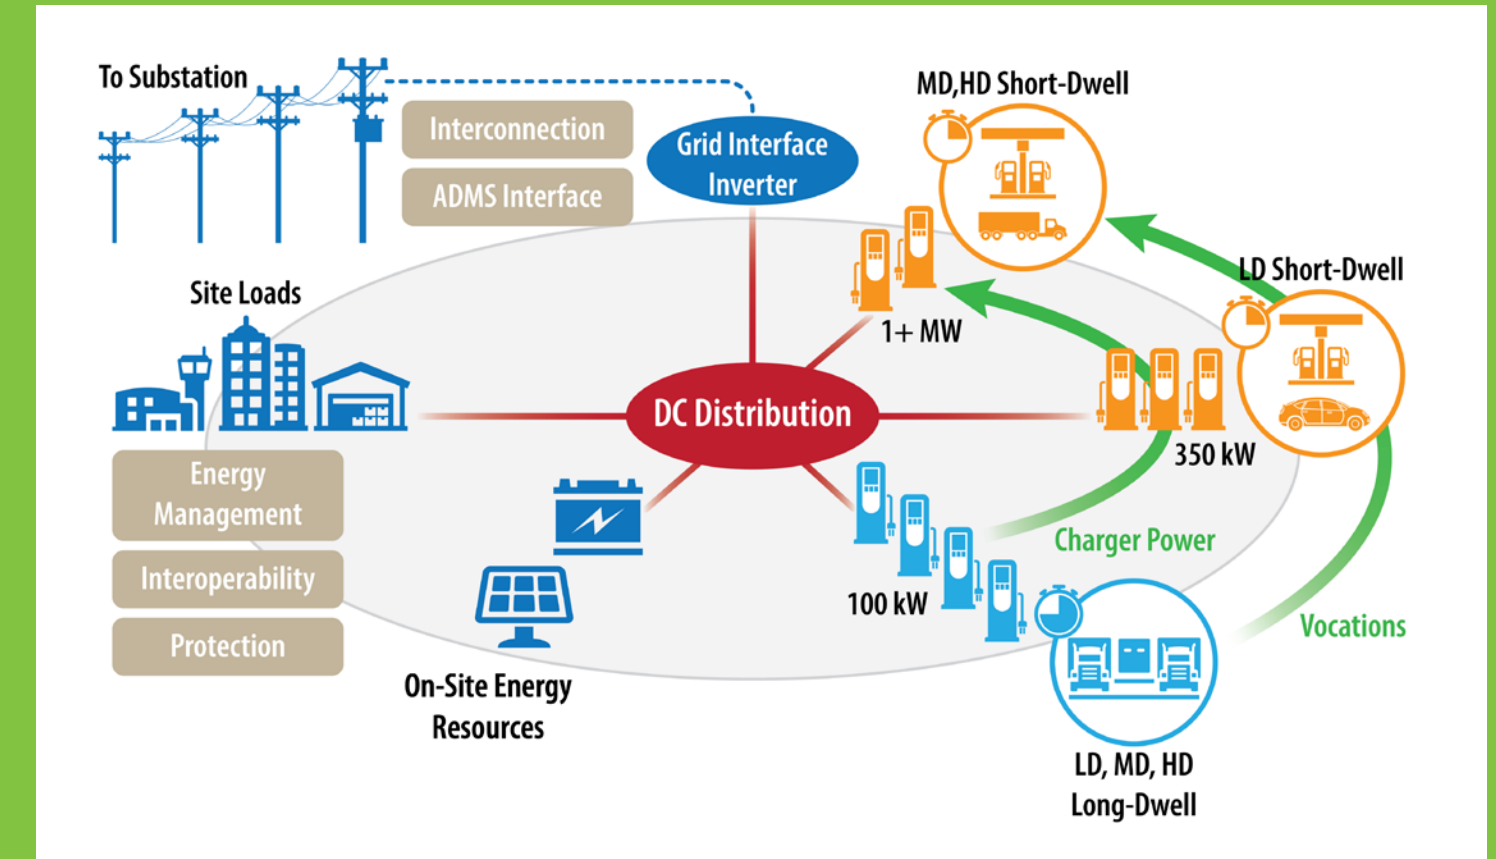 To Substation
Interconnection
ADMS Interface
Grid Interface
Inverter
MD,HD Short-Dwell
LD Short-Dwell
Site Loads
1+ MW
DC Distribution
350 kW
Energy
Management
Interoperability
Protection
Charger Power
100 kW
Vocations
On-Site Energy
Resources
LD, MD, HD
Long-Dwell